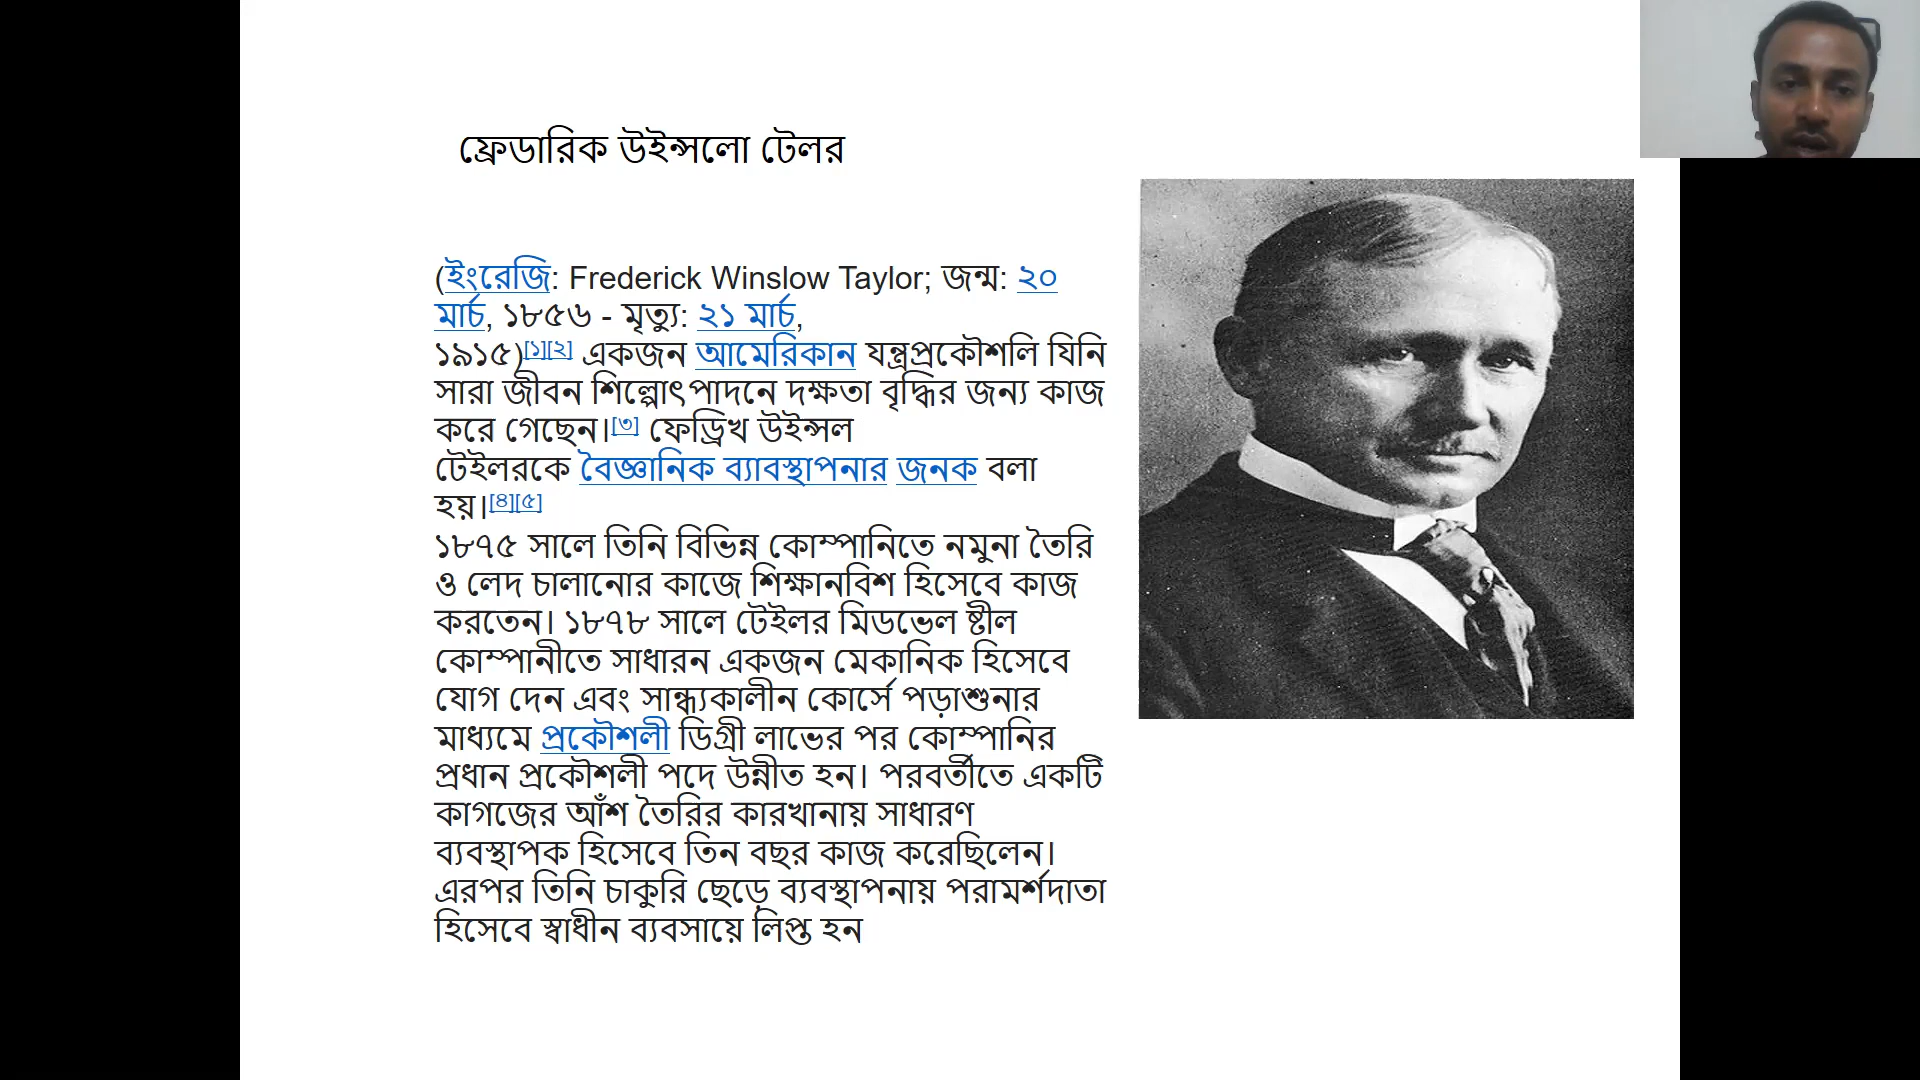 ফ্রেডারিক উইন্সলো টেলর
(ইংরেজি: Frederick Winslow Taylor; জন্ম: ২০
মার্চ, ১৮৫৬ - মৃত্যু: ২১ মার্চ,
১৯১৫)[১][২] একজন আমেরিকান যন্ত্রপ্রকৌশলি যিনি
সারা জীবন শিল্পোৎপাদনে দক্ষতা বৃদ্ধির জন্য কাজ
করে গেছেন।[৩] ফেড্রিখ উইন্সল
টেইলরকে বৈজ্ঞানিক ব্যাবস্থাপনার জনক বলা
হয়।[৪][৫]
১৮৭৫ সালে তিনি বিভিন্ন কোম্পানিতে নমুনা তৈরি
ও লেদ চালানোর কাজে শিক্ষানবিশ হিসেবে কাজ
করতেন। ১৮৭৮ সালে টেইলর মিডভেল ষ্টীল
কোম্পানীতে সাধারন একজন মেকানিক হিসেবে
যোগ দেন এবং সান্ধ্যকালীন কোর্সে পড়াশুনার
মাধ্যমে প্রকৌশলী ডিগ্রী লাভের পর কোম্পানির
প্রধান প্রকৌশলী পদে উন্নীত হন। পরবর্তীতে একটি
কাগজের আঁশ তৈরির কারখানায় সাধারণ
ব্যবস্থাপক হিসেবে তিন বছর কাজ করেছিলেন।
এরপর তিনি চাকুরি ছেড়ে ব্যবস্থাপনায় পরামর্শদাতা
হিসেবে স্বাধীন ব্যবসায়ে লিপ্ত হন